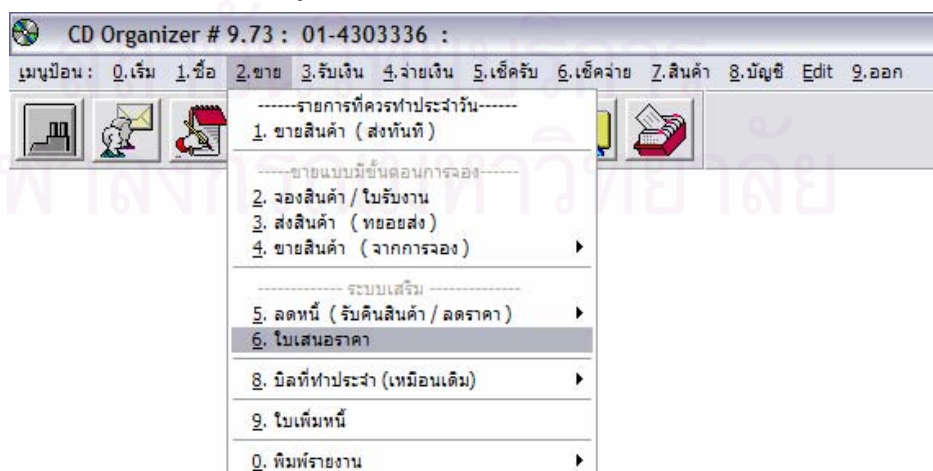 CD Organizer # 9.73 : 01-4303336 :
เมนูป้อน : 0.เริ่ม 1.ซื้อ 2.ขาย 3.รับเงิน 4.จ่ายเงิน 5.เช็ครับ 6.เช็คจ่าย 7.สินค้า 8.บัญชี Edit 9.ออก
------รายการที่ควรทำประจำวัน------
1. ขายสินค้า ( ส่งทันที )
-----ขายแบบมีขั้นตอนการจอง------
2. จองสินค้า / ใบรับงาน
3. ส่งสินค้า ( ทยอยส่ง )
4. ขายสินค้า ( จากการจอง )
------------- ระบบเสริม --------------
5. ลดหนี้ ( รับคืนสินค้า / ลดราคา )
6. ใบเสนอราคา
8. บิลที่ทำประจำ (เหมือนเดิม)
9. ใบเพิ่มหนี้
0. พิมพ์รายงาน